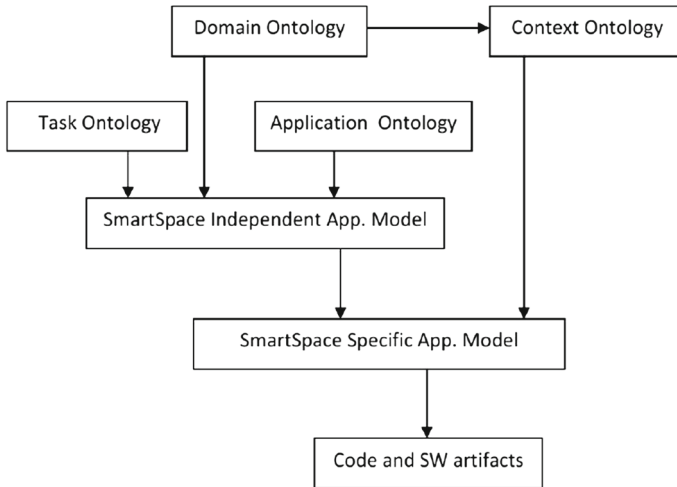 Domain Ontology
Context Ontology
Task Ontology
Application Ontology
SmartSpace Independent App. Model
SmartSpace Specific App. Model
Code and SW artifacts